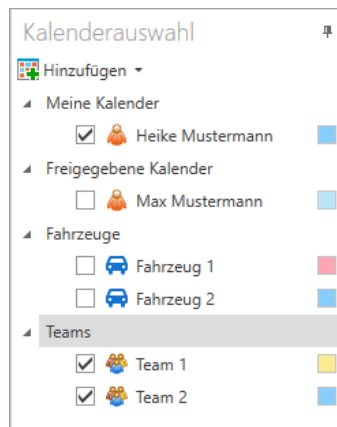 Kalenderauswahl
Hinzufügen
Meine Kalender
Heike Mustermann
Freigegebene Kalender
Max Mustermann
Fahrzeuge
Fahrzeug 1
Fahrzeug 2
Teams
Team 1
Team 2